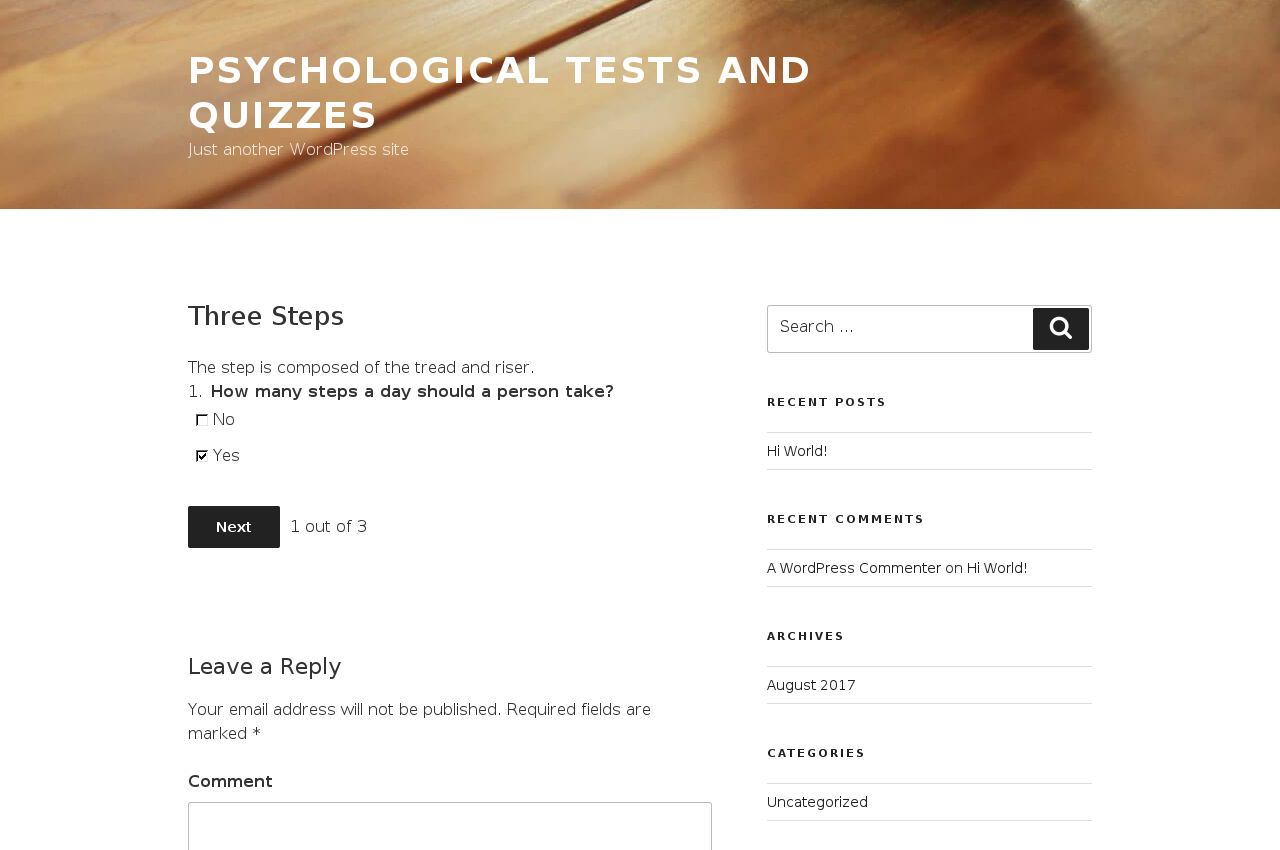 PSYCHOLOGICAL TESTS AND
QUIZZES
Just another WordPress site
Three Steps
The step is composed of the tread and riser.
1. How many steps a day should a person take?
No
Yes
Next 1 out of 3
Leave a Reply
Your email address will not be published. Required fields are
marked *
Comment
Search ...
RECENT POSTS
Hi World!
RECENT COMMENTS
A WordPress Commenter on Hi World!
ARCHIVES
August 2017
CATEGORIES
Uncategorized